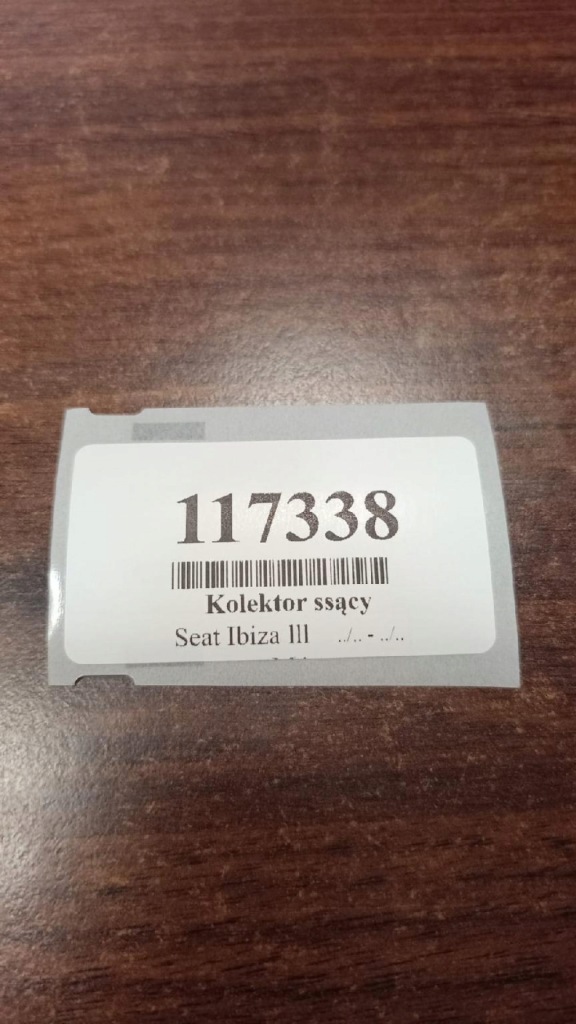 117338
Kolektor ssący
Seat Ibiza lll ../.. - ../..